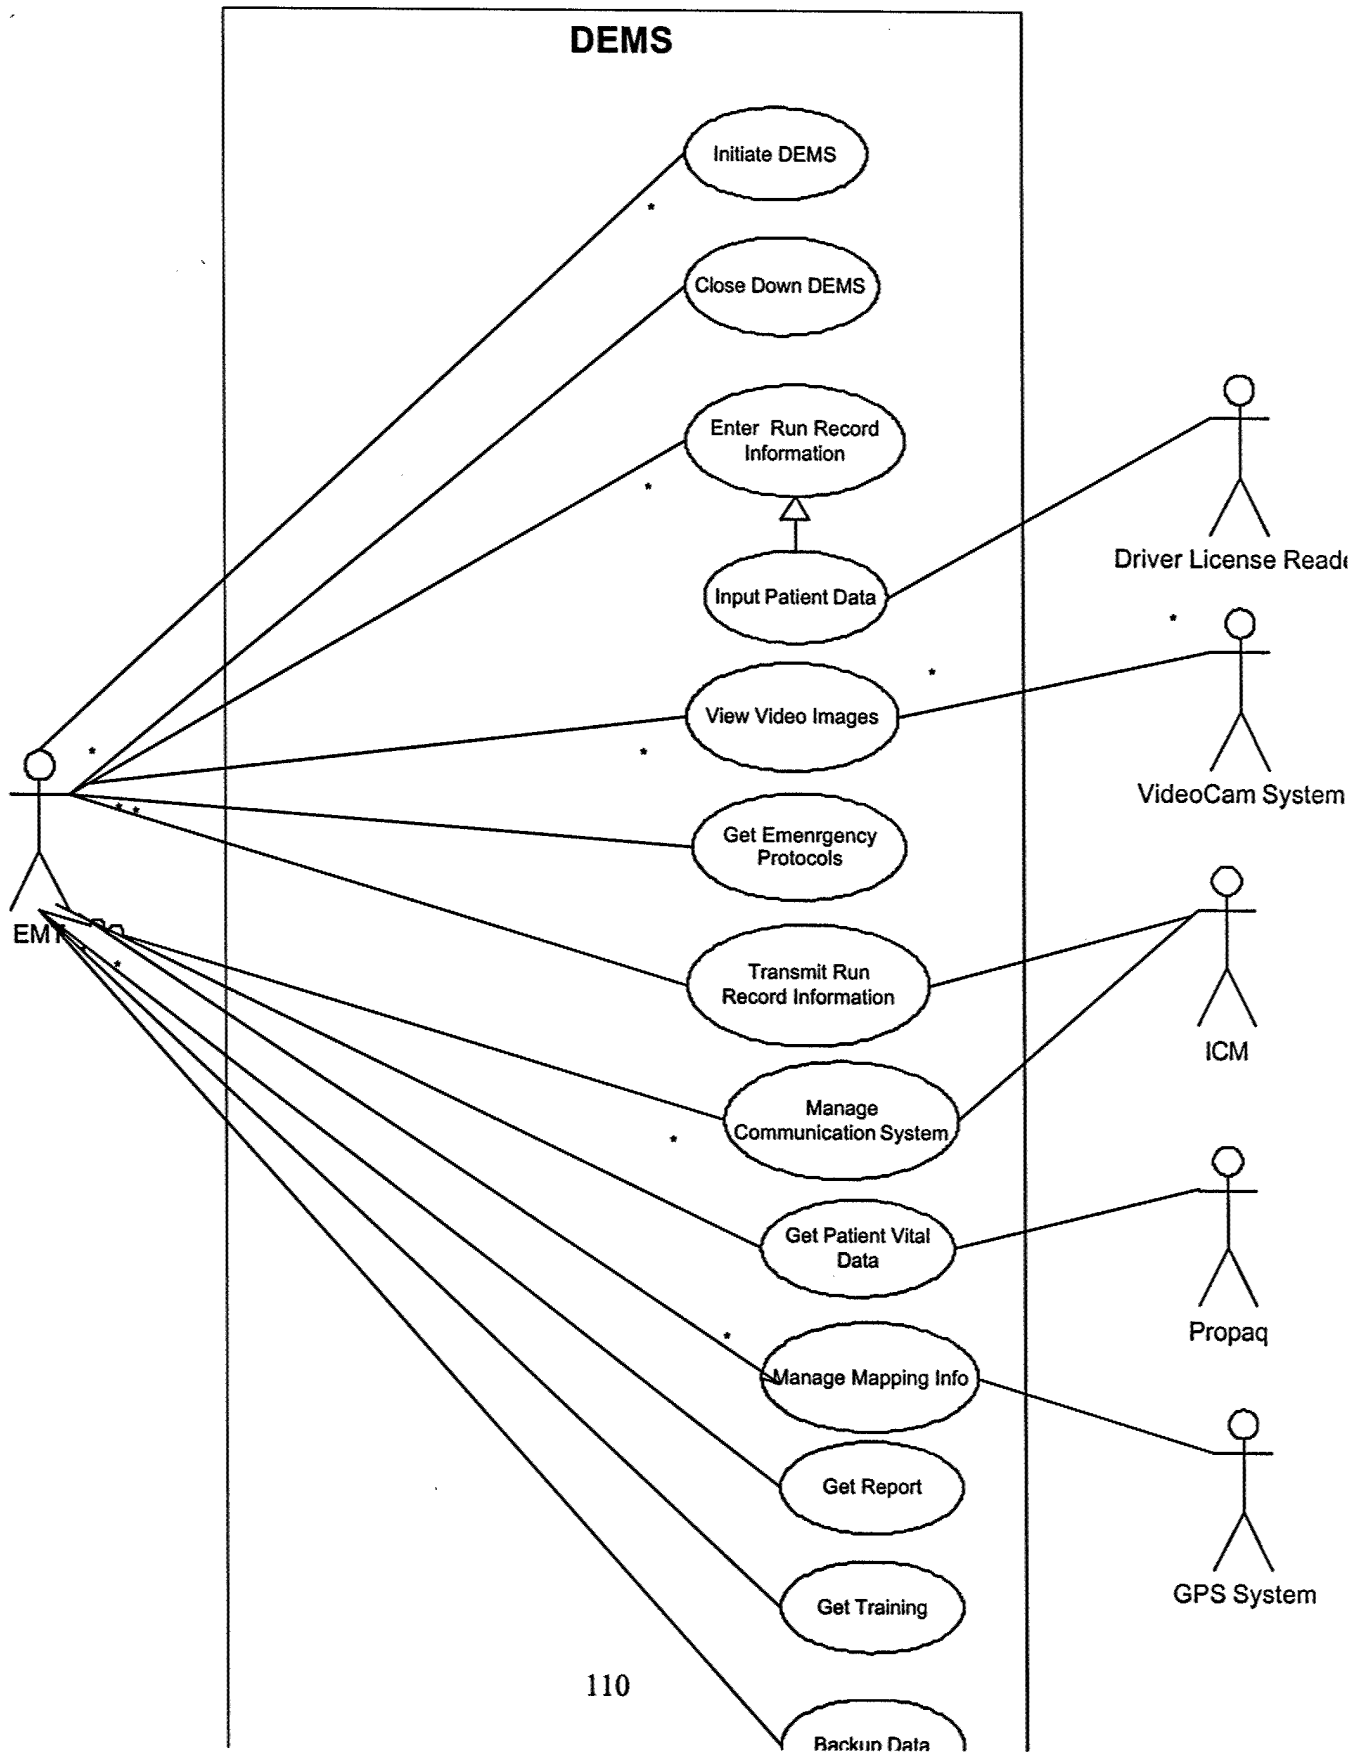 DEMS
Initiate DEMS
*
Close Down DEMS
Enter Run Record
Information
*
Input Patient Data
Driver License Reade
*
*
View Video Images
*
*
VideoCam System
* *
Get Emenrgency
Protocols
EMT
*
Transmit Run
Record Information
ICM
Manage
Communication System
*
Get Patient Vital
Data
Propaq
*
Manage Mapping Info
Get Report
GPS System
Get Training
110
Backup Data